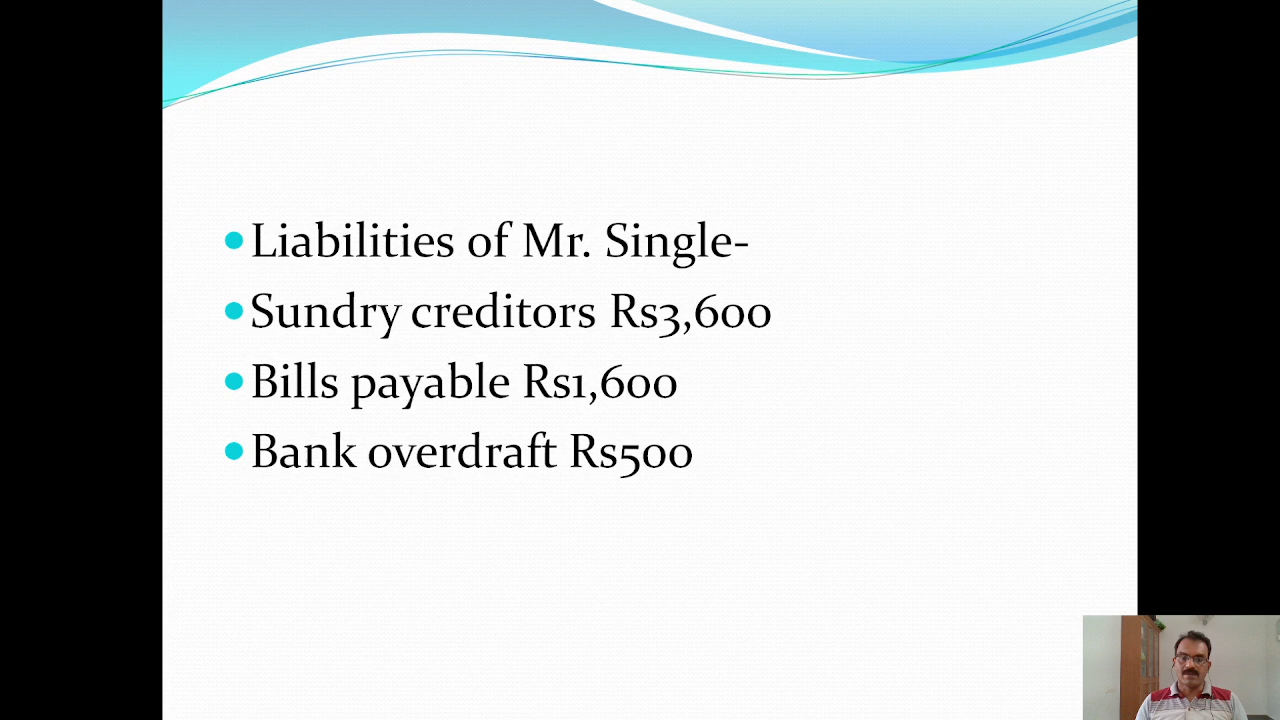 Liabilities of Mr. Single-
Sundry creditors Rs3,600
Bills payable Rs1,600
Bank overdraft Rs500